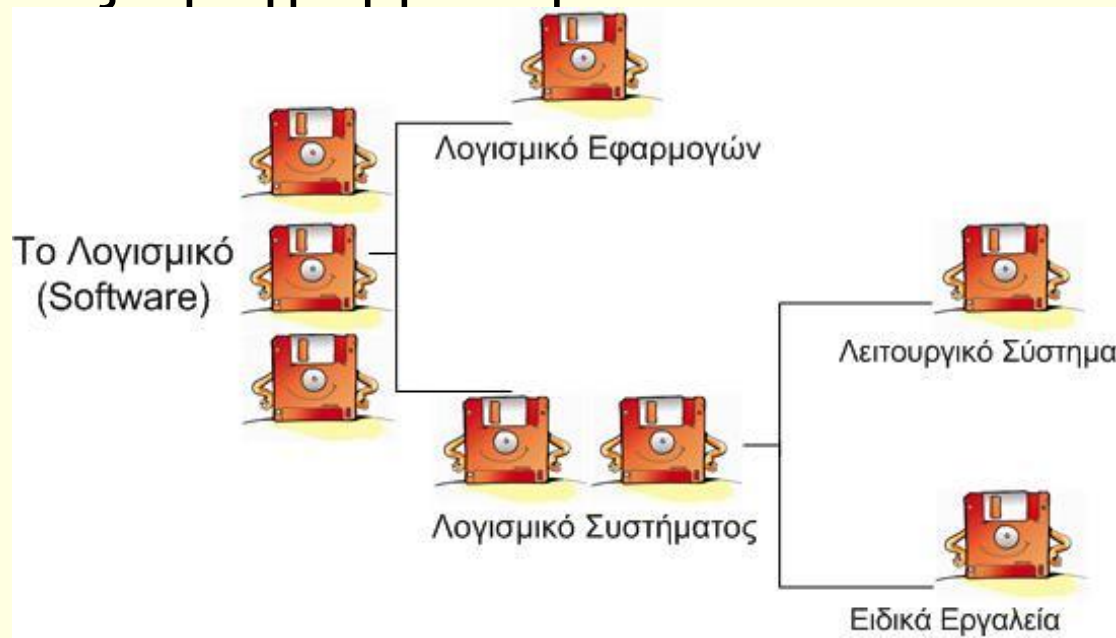 Λογισμικό Εφαρμογών
Το Λογισμικό
(Software)
Λειτουργικό Σύστημα
Λογισμικό Συστήματος
Ειδικά Εργαλεία